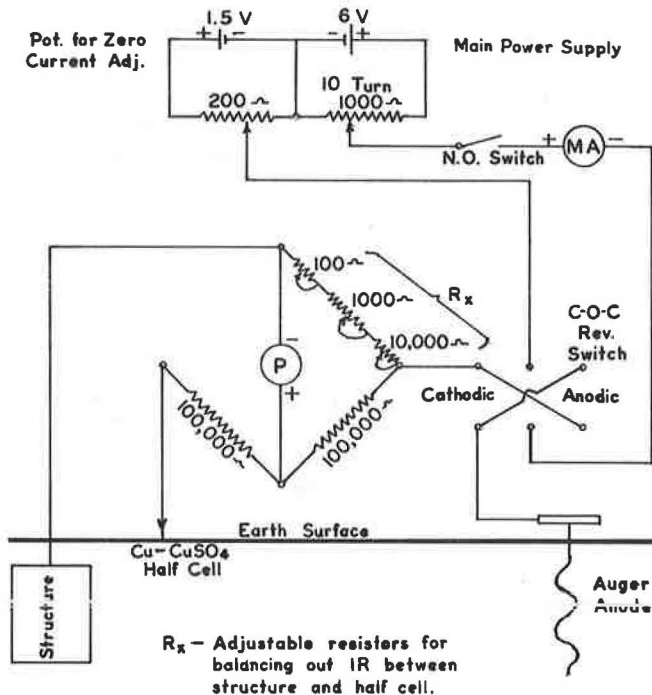 1.5 V
6 V
+ -
- +
Pot. for Zero
Current Adj.
Main Power Supply
200 Ω
10 Turn
1000 Ω
N.O. Switch
+ MA -
100 Ω
1000 Ω
10,000 Ω
Rx
C-O-C
Rev.
Switch
-
P
+
Cathodic
Anodic
100,000 Ω
100,000 Ω
Earth Surface
Cu-CuSO4
Half Cell
Structure
Auger
Anode
Rx - Adjustable resistors for
balancing out IR between
structure and half cell.